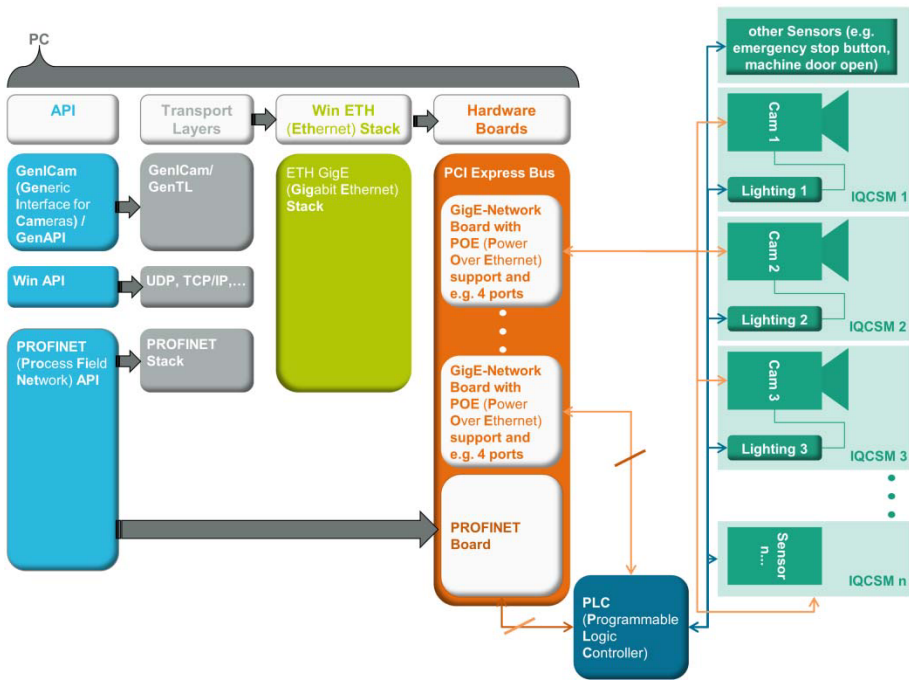 PC
API
Transport
Layers
Win ETH
(Ethernet) Stack
Hardware
Boards
GenICam
(Generic
Interface for
Cameras) /
GenAPI
GenICam/
GenTL
ETH GigE
(Gigabit Ethernet)
Stack
PCI Express Bus
GigE-Network
Board with
POE (Power
Over Ethernet)
support and
e.g. 4 ports
Win API
UDP, TCP/IP,...
PROFINET
(Process Field
Network) API
PROFINET
Stack
GigE-Network
Board with
POE (Power
Over Ethernet)
support and
e.g. 4 ports
PROFINET
Board
PLC
(Programmable
Logic
Controller)
other Sensors (e.g.
emergency stop button,
machine door open)
Cam 1
Lighting 1
IQCSM 1
Cam 2
Lighting 2
IQCSM 2
Cam 3
Lighting 3
IQCSM 3
Sensor
n...
IQCSM n